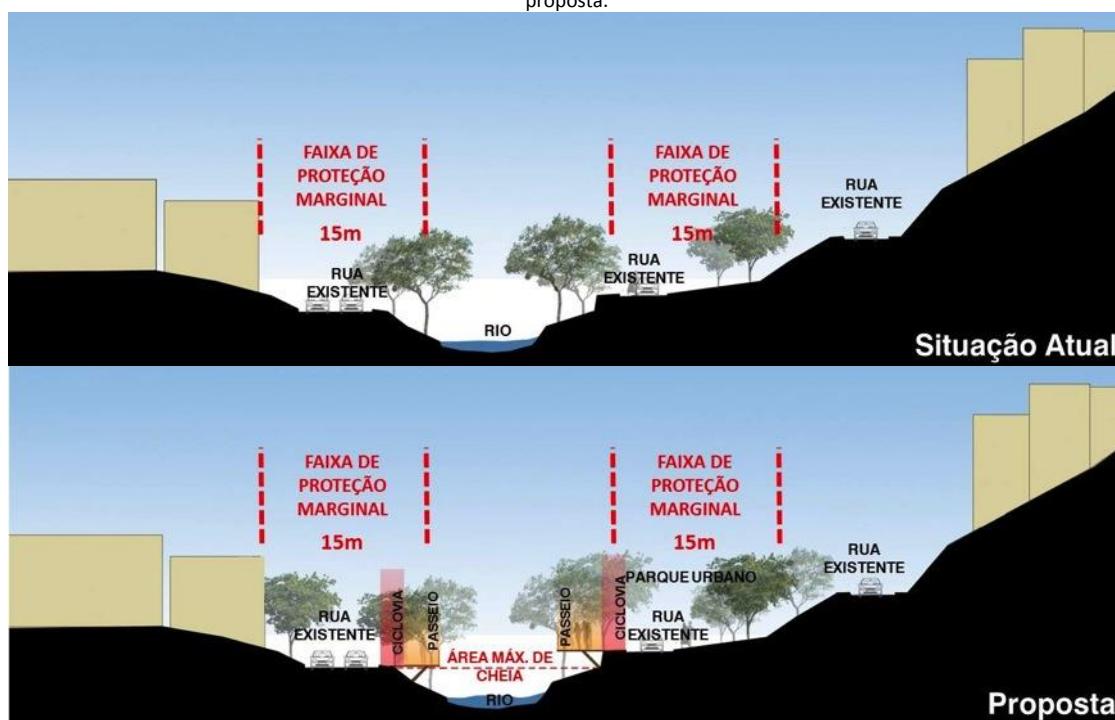 proposta.
FAIXA DE
PROTEÇÃO
MARGINAL
15m
FAIXA DE
PROTEÇÃO
MARGINAL
15m
RUA
EXISTENTE
RUA
EXISTENTE
RUA
EXISTENTE
RIO
Situação Atual
FAIXA DE
PROTEÇÃO
MARGINAL
15m
FAIXA DE
PROTEÇÃO
MARGINAL
15m
RUA
EXISTENTE
CICLOVIA
PASSEIO
ÁREA MÁX. DE
CHEIA
RIO
PASSEIO
CICLOVIA
PARQUE URBANO
RUA
EXISTENTE
RUA
EXISTENTE
Proposta